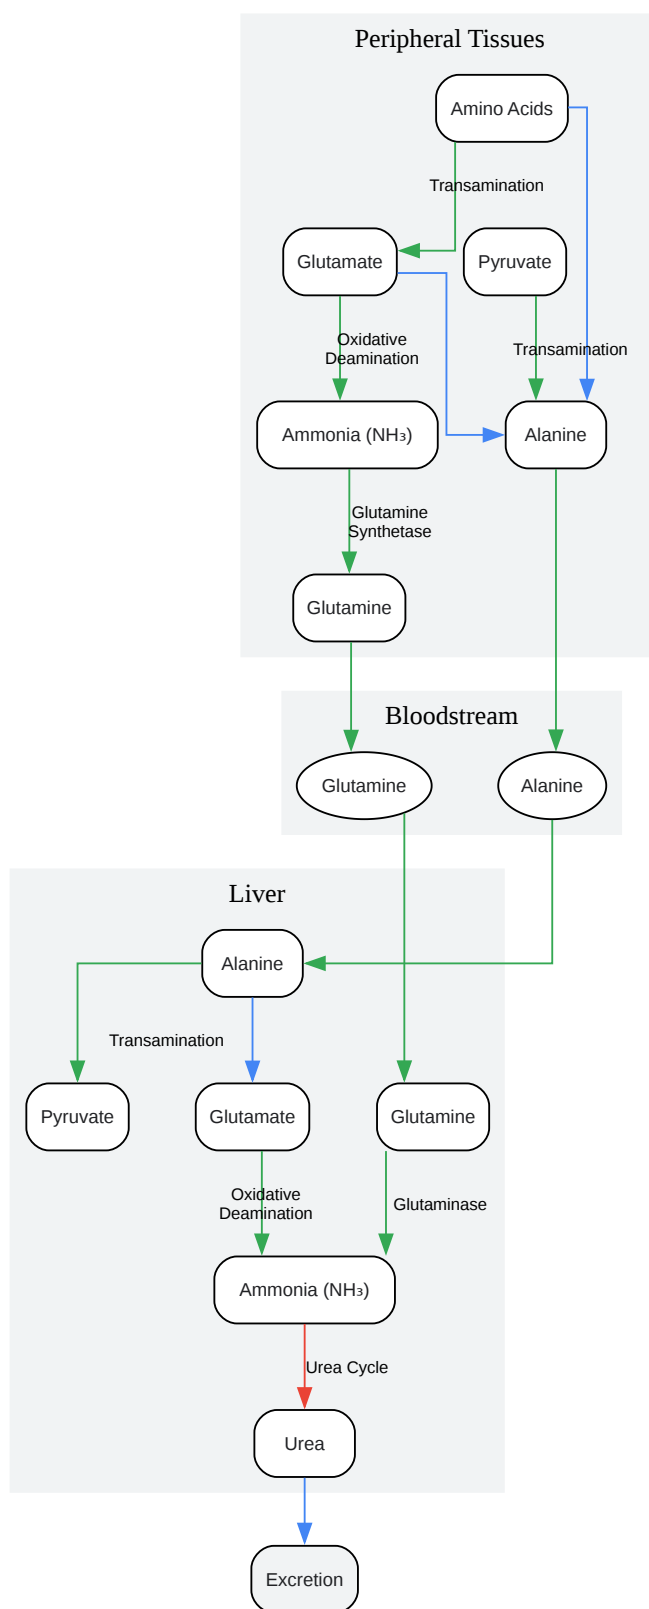 Peripheral Tissues
Amino Acids
Transamination
Glutamate
Pyruvate
Oxidative
Deamination
Transamination
Ammonia (NH₃)
Alanine
Glutamine
Synthetase
Glutamine
Bloodstream
Glutamine
Alanine
Liver
Alanine
Transamination
Pyruvate
Glutamate
Glutamine
Oxidative
Deamination
Glutaminase
Ammonia (NH₃)
Urea Cycle
Urea
Excretion